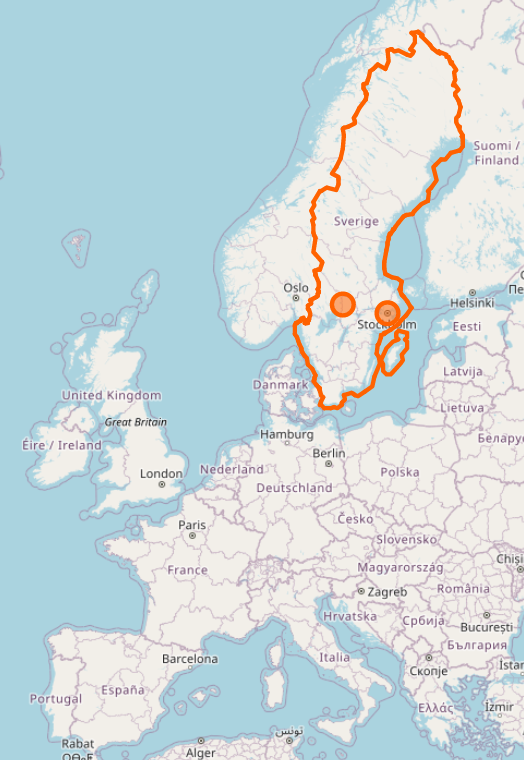 Suomi /
Finland
Sverige
Oslo
Helsinki
Stockholm
Eesti
Latvija
Danmark
Lietuva
United Kingdom
Great Britain
Hamburg
Беларусь
Éire / Ireland
Berlin
London
Nederland
Polska
Deutschland
Paris
Česko
Slovensko
France
Magyarország
Zagreb
România
Hrvatska
Србија
București
България
Barcelona
Italia
Скопје
España
Portugal
Ελλάς
İzmir
Rabat
Alger
تونس